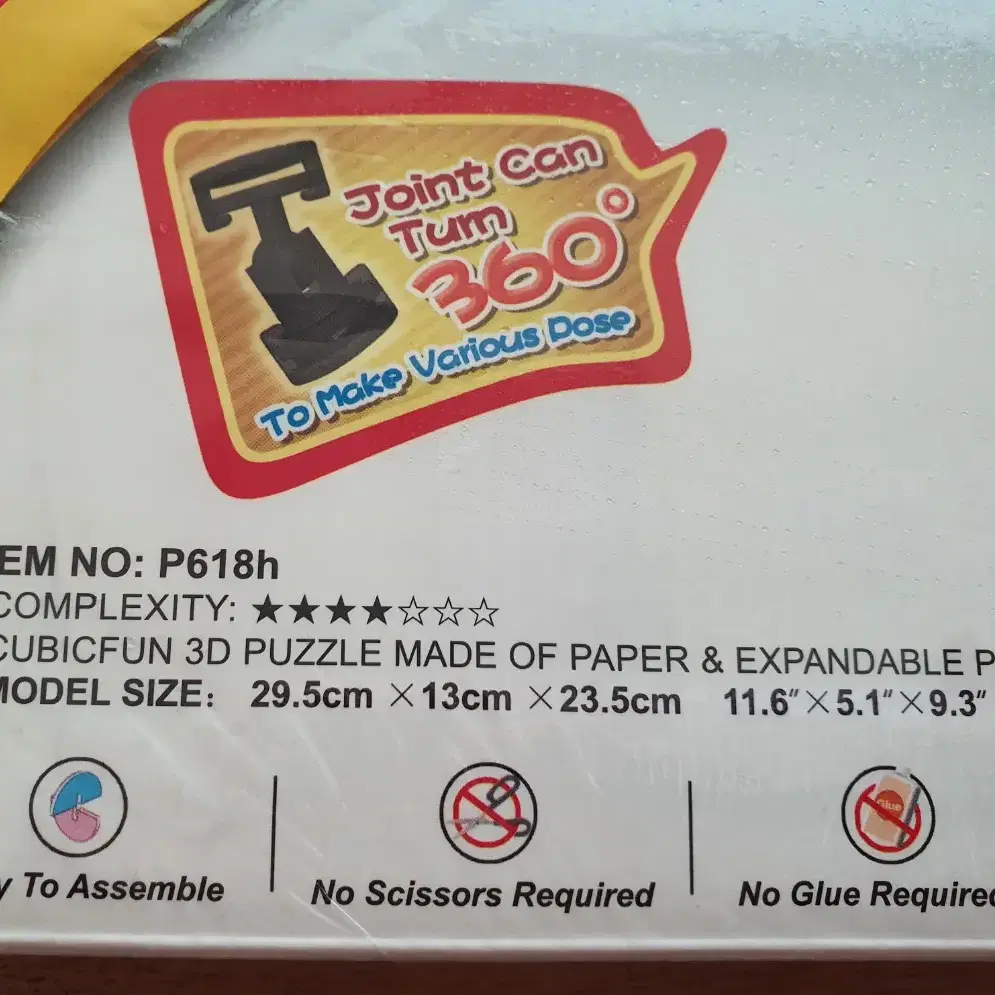 Joint Can
Turn
360°
To Make Various Dose
EM NO: P618h
COMPLEXITY: ★★★★☆☆☆
CUBICFUN 3D PUZZLE MADE OF PAPER & EXPANDABLE P
MODEL SIZE: 29.5cm ×13cm ×23.5cm 11.6″×5.1″×9.3″
Glue
y To Assemble
No Scissors Required
No Glue Required